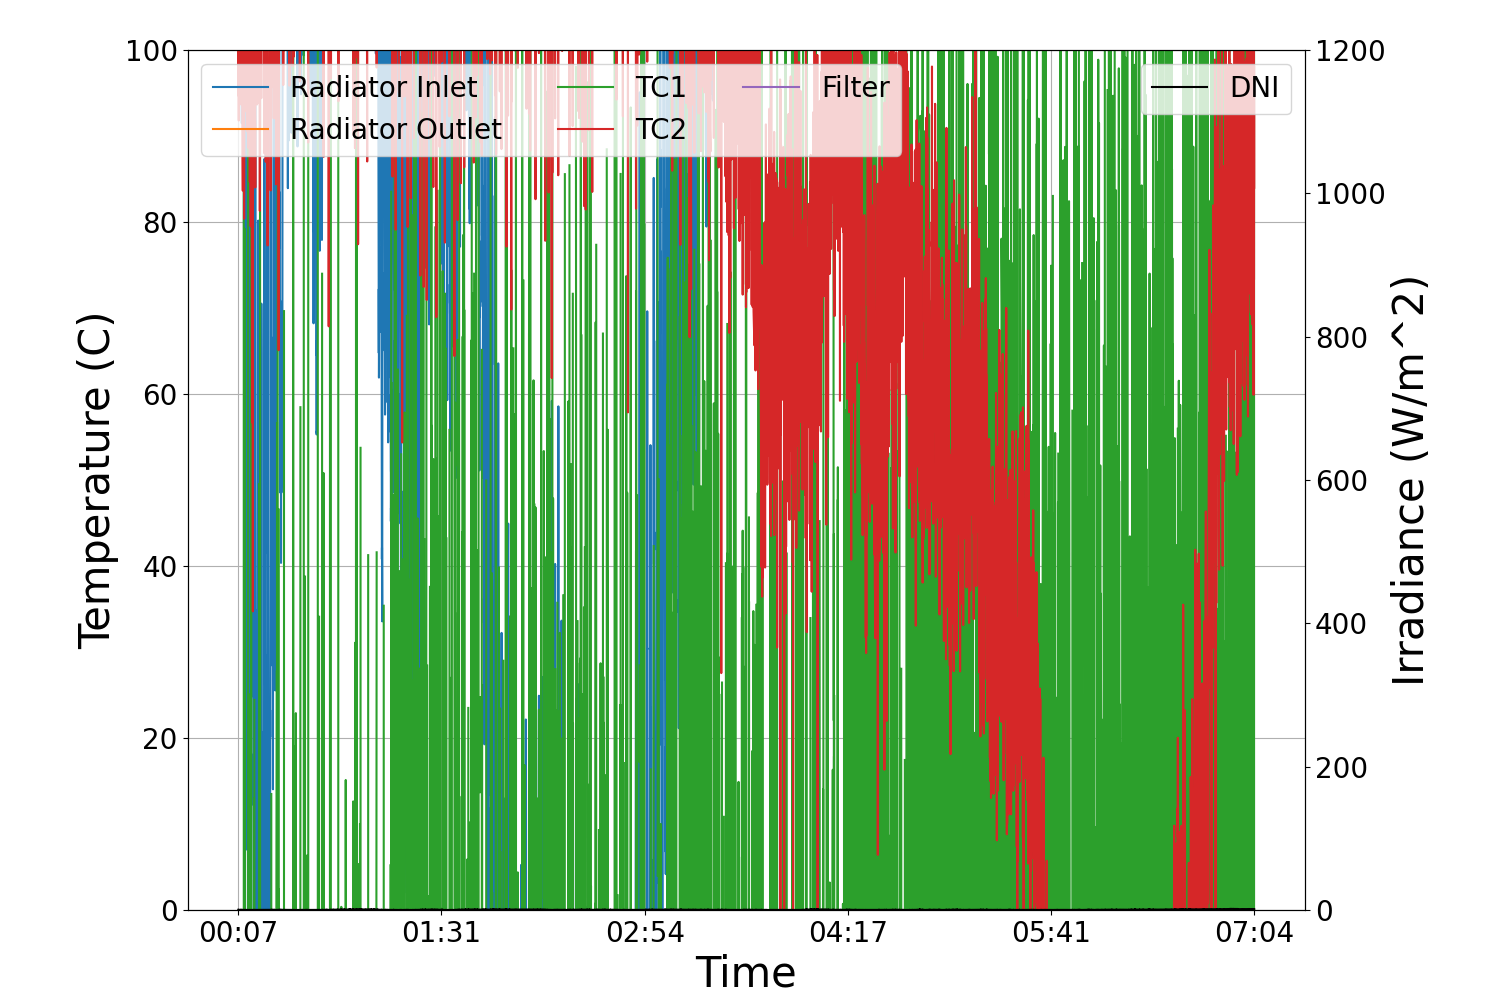 100
80
60
40
20
0
Temperature (C)
Radiator Inlet
Radiator Outlet
TC1
TC2
Filter
DNI
1200
1000
800
600
400
200
0
Irradiance (W/m^2)
00:07 01:31 02:54 04:17 05:41 07:04
Time